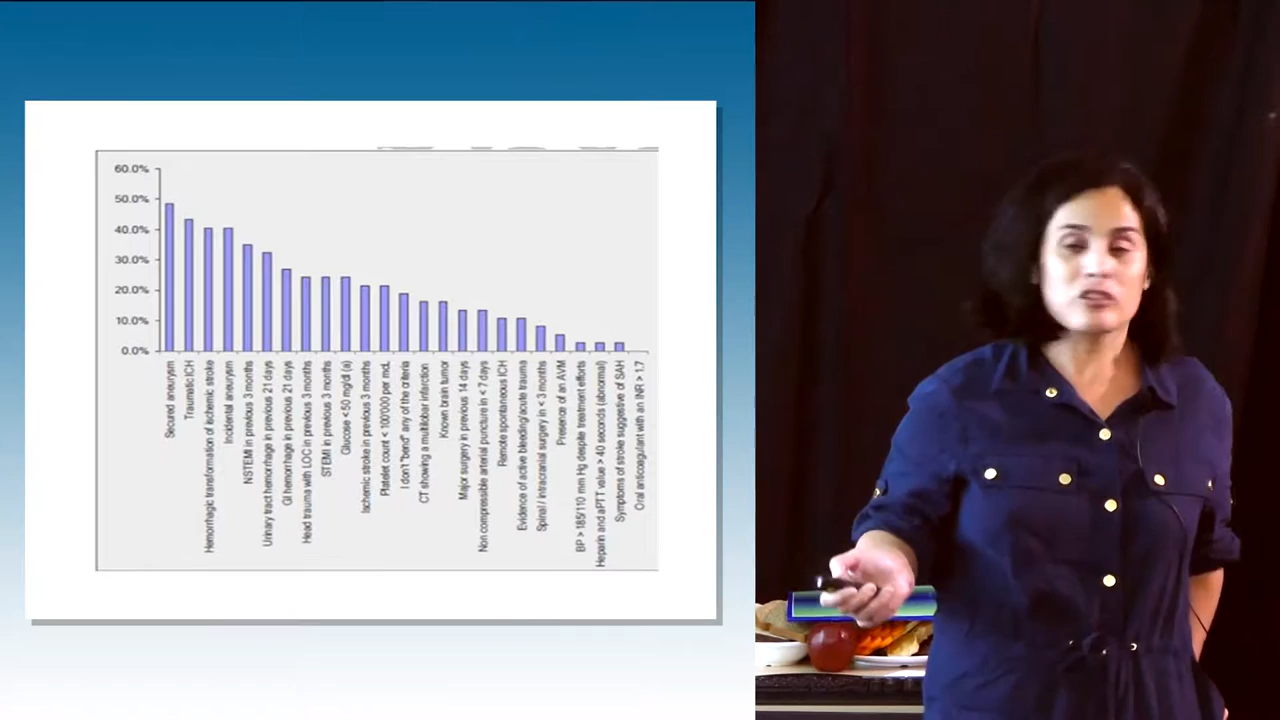 60.0%
50.0%
40.0%
30.0%
20.0%
10.0%
0.0%
Secured aneurysm
Traumatic ICH
Hemorrhagic transformation of ischemic stroke
Incidental aneurysm
NSTEMI in previous 3 months
Urinary tract hemorrhage in previous 21 days
GI hemorrhage in previous 21 days
Head trauma with LOC in previous 3 months
STEMI in previous 3 months
Glucose < 50 mg/dl (a)
Ischemic stroke in previous 3 months
Platelet count < 100'000 per mcL
I don't "bend" any of the criteria
CT showing a multilobar infarction
Known brain tumor
Major surgery in previous 14 days
Non compressible arterial puncture in < 7 days
Remote spontaneous ICH
Evidence of active bleeding/acute trauma
Spinal / intracranial surgery in < 3 months
Presence of an AVM
BP > 185/110 mm Hg despite treatment efforts
Heparin and aPTT value > 40 seconds (abnormal)
Symptoms of stroke suggestive of SAH
Oral anticoagulant with an INR > 1.7